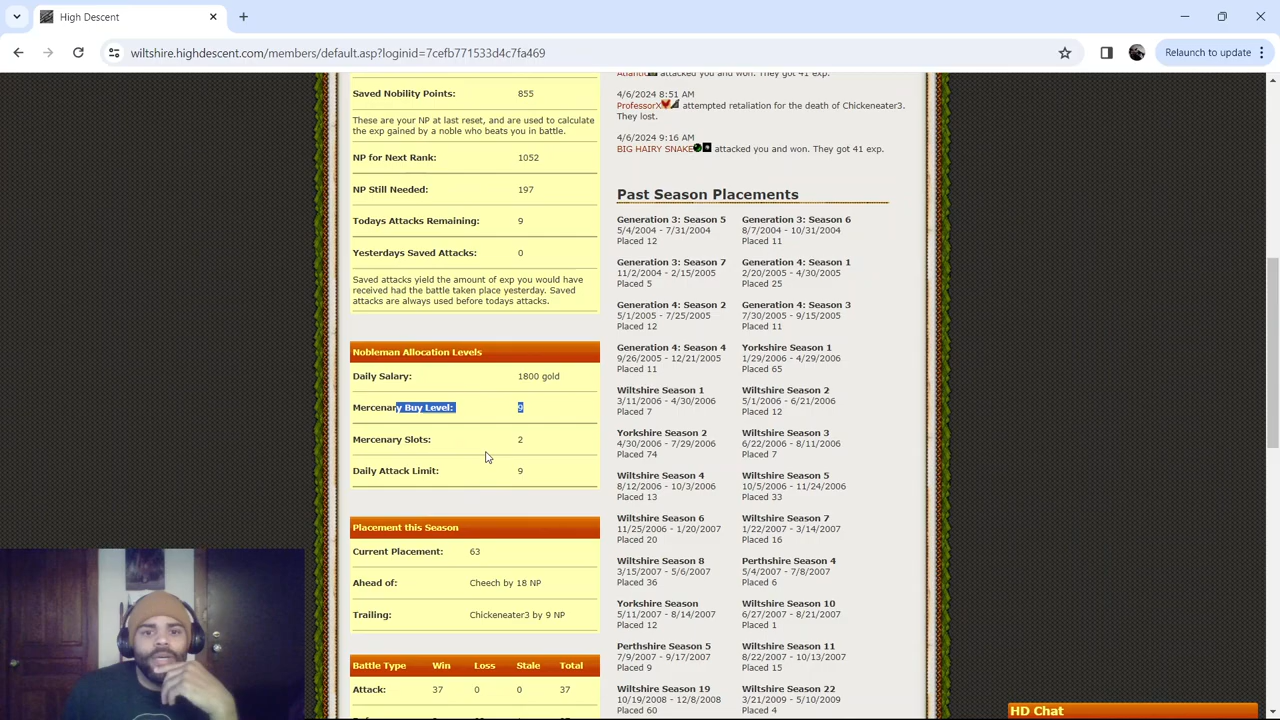 High Descent
wiltshire.highdescent.com/members/default.asp?loginid=7cefb771533d4c7fa469
Relaunch to update
Saved Nobility Points: 855
These are your NP at last reset, and are used to calculate
the exp gained by a noble who beats you in battle.
NP for Next Rank: 1052
NP Still Needed: 197
Todays Attacks Remaining: 9
Yesterdays Saved Attacks: 0
Saved attacks yield the amount of exp you would have
received had the battle taken place yesterday. Saved
attacks are always used before todays attacks.
Nobleman Allocation Levels
Daily Salary: 1800 gold
Mercenary Buy Level: 9
Mercenary Slots: 2
Daily Attack Limit: 9
Placement this Season
Current Placement: 63
Ahead of: Cheech by 18 NP
Trailing: Chickeneater3 by 9 NP
Battle Type Win Loss Stale Total
Attack: 37 0 0 37
attacked you and won. They got 41 exp.
4/6/2024 8:51 AM
ProfessorX attempted retaliation for the death of Chickeneater3.
They lost.
4/6/2024 9:16 AM
BIG HAIRY SNAKE attacked you and won. They got 41 exp.
Past Season Placements
Generation 3: Season 5 Generation 3: Season 6
5/4/2004 - 7/31/2004 8/7/2004 - 10/31/2004
Placed 12 Placed 11
Generation 3: Season 7 Generation 4: Season 1
11/2/2004 - 2/15/2005 2/20/2005 - 4/30/2005
Placed 5 Placed 25
Generation 4: Season 2 Generation 4: Season 3
5/1/2005 - 7/25/2005 7/30/2005 - 9/15/2005
Placed 12 Placed 11
Generation 4: Season 4 Yorkshire Season 1
9/26/2005 - 12/21/2005 1/29/2006 - 4/29/2006
Placed 11 Placed 65
Wiltshire Season 1 Wiltshire Season 2
3/11/2006 - 4/30/2006 5/1/2006 - 6/21/2006
Placed 7 Placed 12
Yorkshire Season 2 Wiltshire Season 3
4/30/2006 - 7/29/2006 6/22/2006 - 8/11/2006
Placed 74 Placed 7
Wiltshire Season 4 Wiltshire Season 5
8/12/2006 - 10/3/2006 10/5/2006 - 11/24/2006
Placed 13 Placed 33
Wiltshire Season 6 Wiltshire Season 7
11/25/2006 - 1/20/2007 1/22/2007 - 3/14/2007
Placed 20 Placed 16
Wiltshire Season 8 Perthshire Season 4
3/15/2007 - 5/6/2007 5/4/2007 - 7/8/2007
Placed 36 Placed 6
Yorkshire Season Wiltshire Season 10
5/11/2007 - 8/14/2007 6/27/2007 - 8/21/2007
Placed 12 Placed 1
Perthshire Season 5 Wiltshire Season 11
7/9/2007 - 9/17/2007 8/22/2007 - 10/13/2007
Placed 9 Placed 15
Wiltshire Season 19 Wiltshire Season 22
10/19/2008 - 12/8/2008 3/21/2009 - 5/10/2009
Placed 60 Placed 4
HD Chat